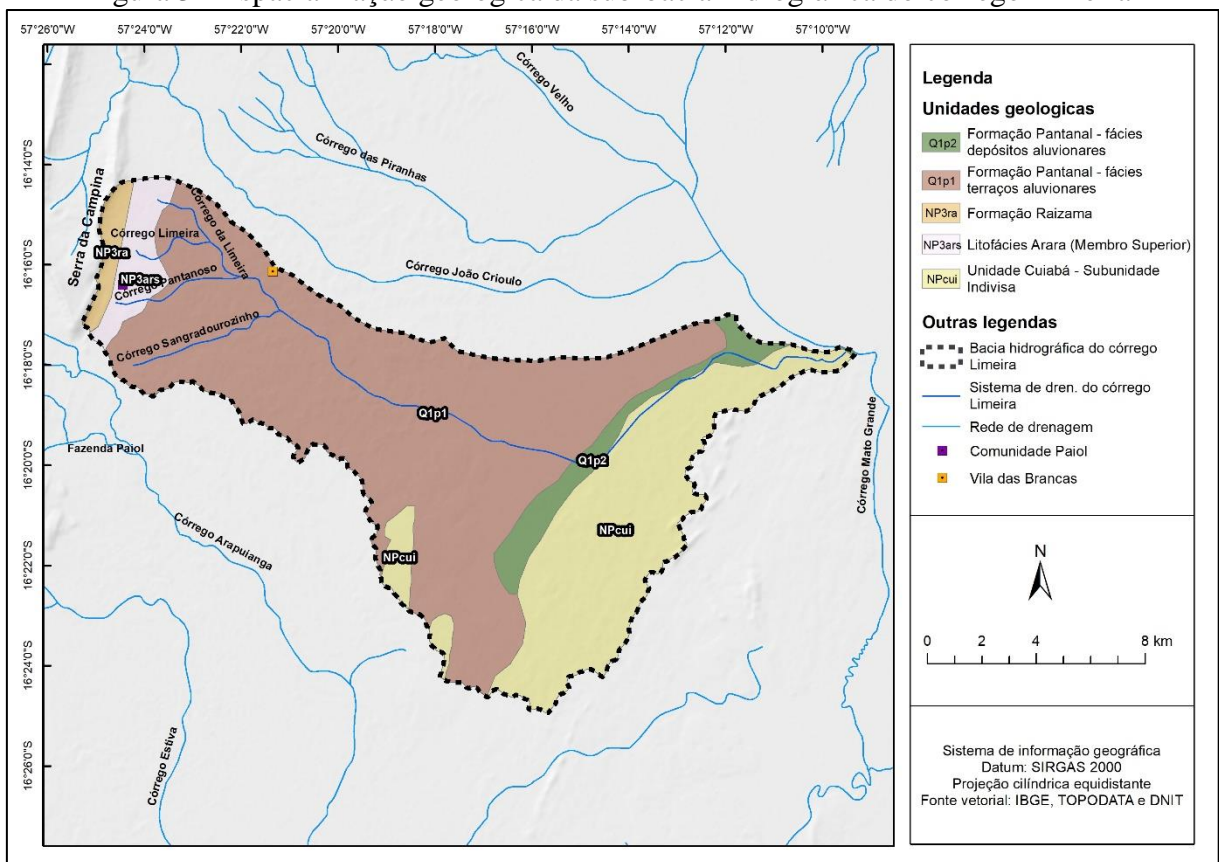 57°26'0"W
57°24'0"W
57°22'0"W
57°20'0"W
57°18'0"W
57°16'0"W
57°14'0"W
57°12'0"W
57°10'0"W
16°14'0"S
16°16'0"S
16°18'0"S
16°20'0"S
16°22'0"S
16°24'0"S
16°26'0"S
Córrego Velho
Córrego das Piranhas
Serra da Campina
Córrego da Limeira
Córrego Limeira
NP3ra
NP3ars
Córrego Pantanoso
Córrego João Crioulo
Córrego Sangradourozinho
Q1p1
Q1p2
Fazenda Paiol
Córrego Mato Grande
Córrego Arapuianga
NPcui
NPcui
Córrego Estiva
Legenda
Unidades geologicas
Q1p2 Formação Pantanal - fácies
depósitos aluvionares
Q1p1 Formação Pantanal - fácies
terraços aluvionares
NP3ra Formação Raizama
NP3ars Litofácies Arara (Membro Superior)
NPcui Unidade Cuiabá - Subunidade
Indivisa
Outras legendas
Bacia hidrográfica do córrego
Limeira
Sistema de dren. do córrego
Limeira
Rede de drenagem
Comunidade Paiol
Vila das Brancas
N
0 2 4 8 km
Sistema de informação geográfica
Datum: SIRGAS 2000
Projeção cilíndrica equidistante
Fonte vetorial: IBGE, TOPODATA e DNIT